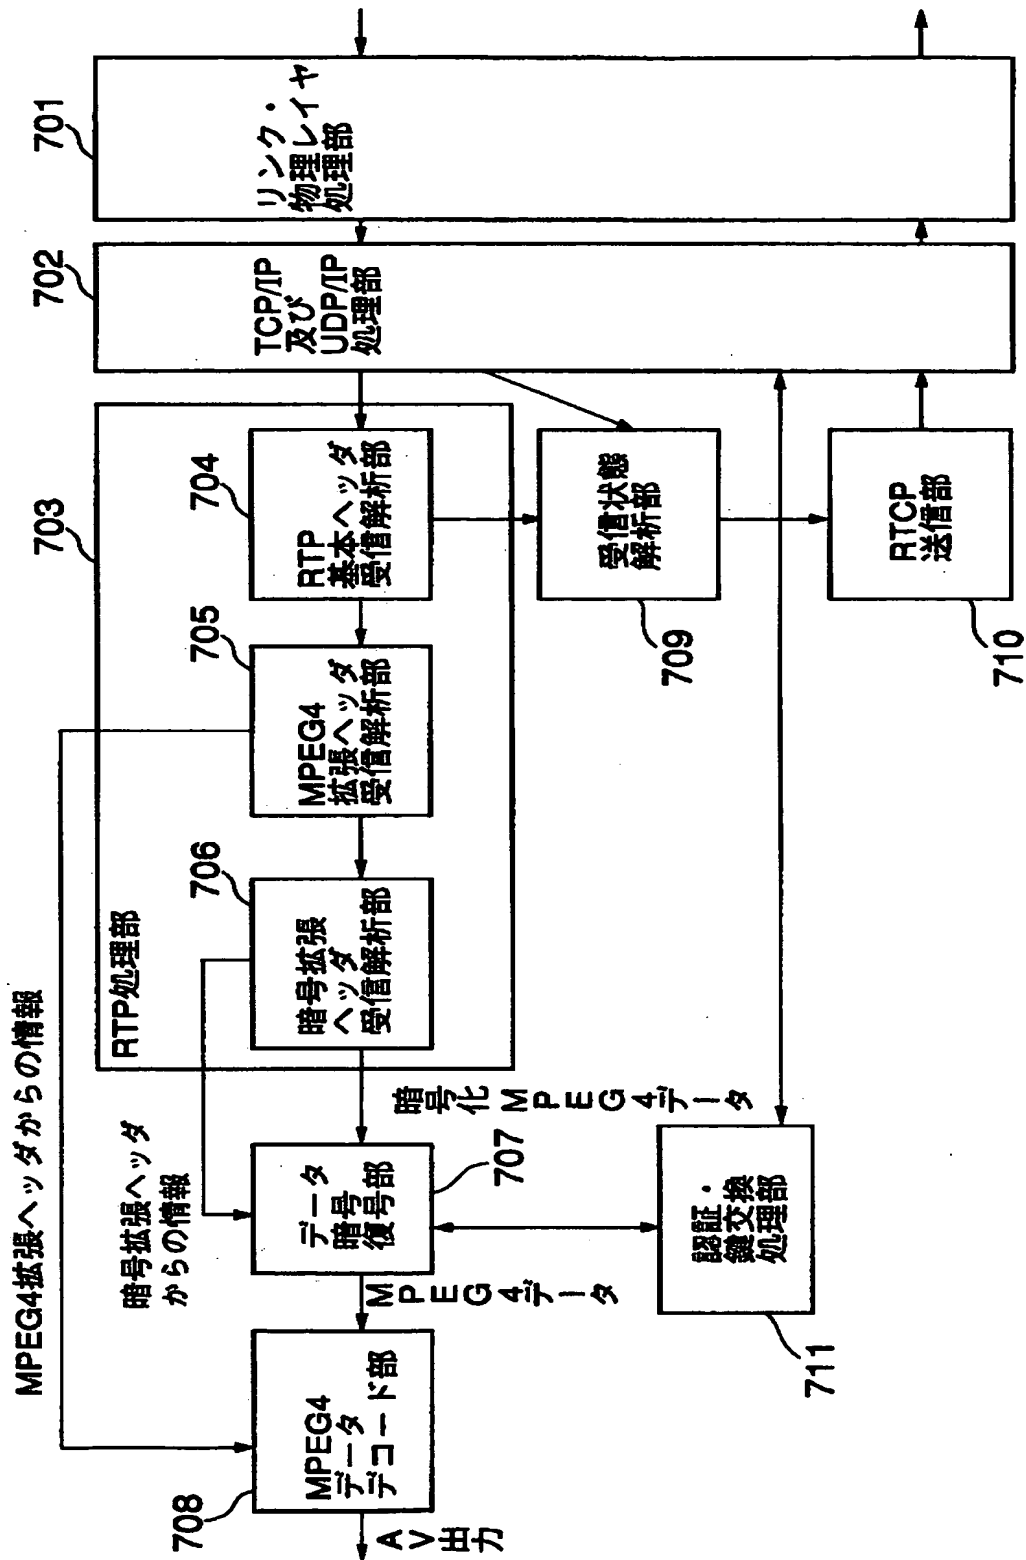 MPEG4拡張ヘッダからの情報
暗号拡張ヘッダ
からの情報
703
RTP処理部
704
RTP
基本ヘッダ
受信解析部
705
MPEG4
拡張ヘッダ
受信解析部
706
暗号拡張
ヘッダ
受信解析部
702
TCP/IP
及び
UDP/IP
処理部
701
リンク・
物理レイヤ
処理部
708
MPEG4
データ
デコード部
AV出力
MPEG4データ
データ
暗号
復号部
707
暗号化MPEG4データ
受信状態
解析部
709
RTCP
送信部
710
認証・
鍵交換
処理部
711